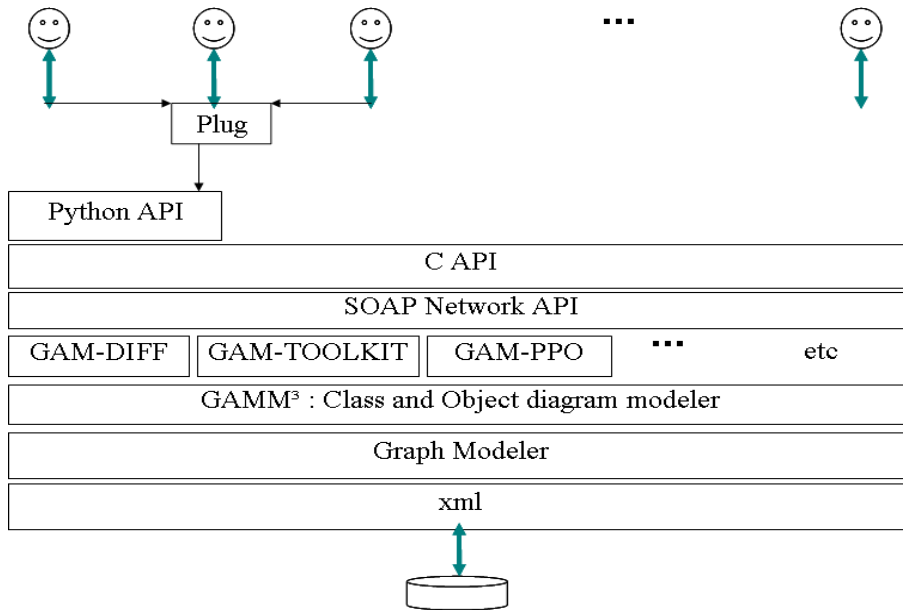 ...
Plug
Python API
C API
SOAP Network API
GAM-DIFF GAM-TOOLKIT GAM-PPO ... etc
GAMM³ : Class and Object diagram modeler
Graph Modeler
xml